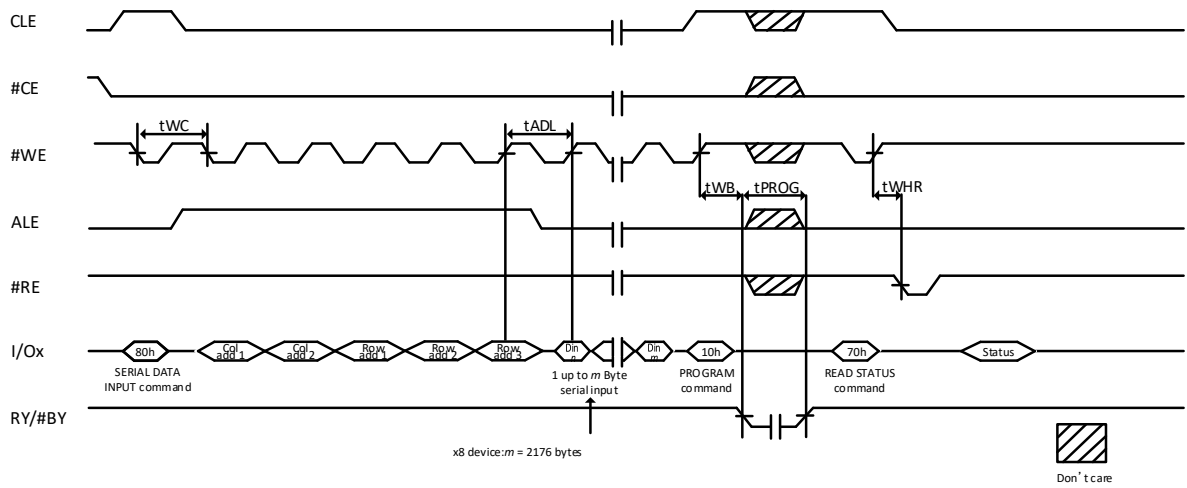 CLE
#CE
tWC
tADL
#WE
tWB
tPROG
tWHR
ALE
#RE
I/Ox
80h
Col
add 1
Col
add 2
Row
add 1
Row
add 2
Row
add 3
Din
n
Din
m
10h
70h
Status
SERIAL DATA
INPUT command
1 up to m Byte
serial input
PROGRAM
command
READ STATUS
command
RY/#BY
x8 device:m = 2176 bytes
Don't care